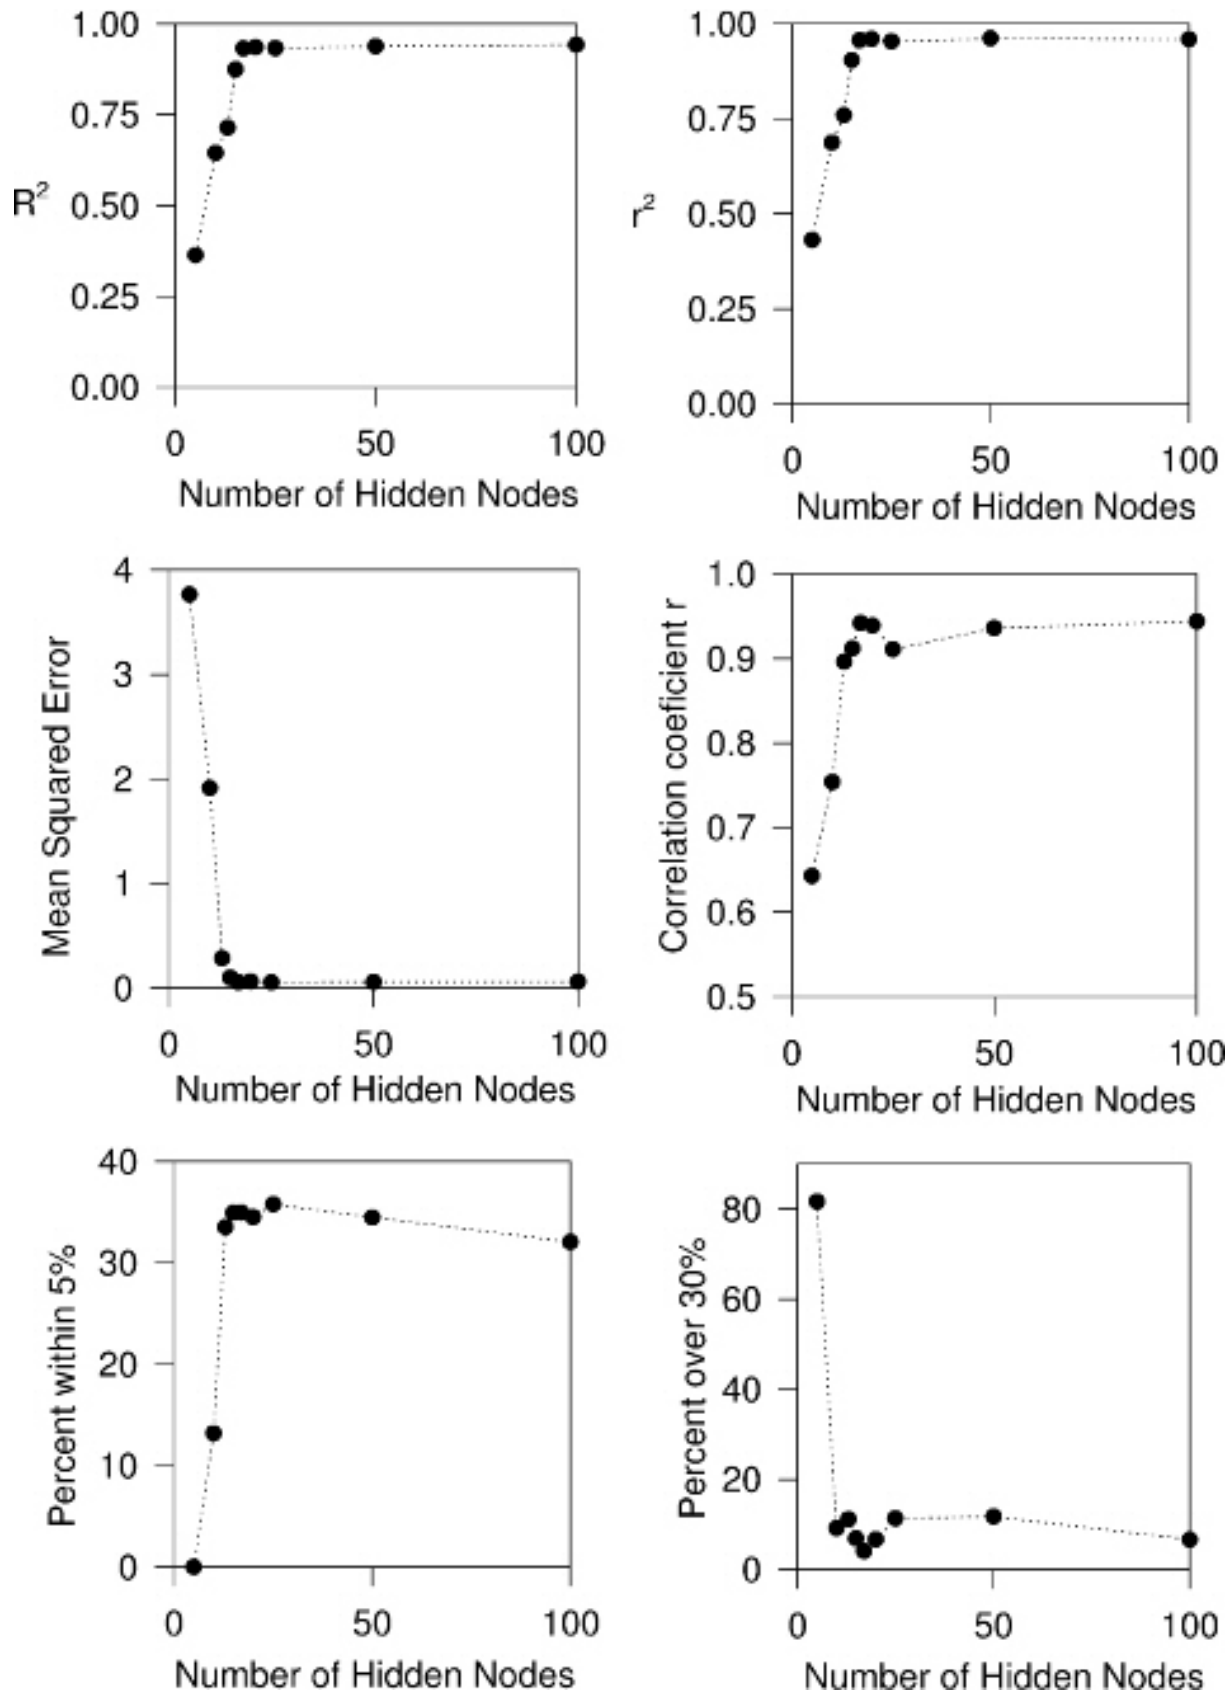 1.00
0.75
R²
0.50
0.25
0.00
0 50 100
Number of Hidden Nodes
1.00
0.75
r²
0.50
0.25
0.00
0 50 100
Number of Hidden Nodes
4
3
2
1
0
Mean Squared Error
0 50 100
Number of Hidden Nodes
1.0
0.9
0.8
0.7
0.6
0.5
Correlation coeficient r
0 50 100
Number of Hidden Nodes
40
30
20
10
0
Percent within 5%
0 50 100
Number of Hidden Nodes
80
60
40
20
0
Percent over 30%
0 50 100
Number of Hidden Nodes